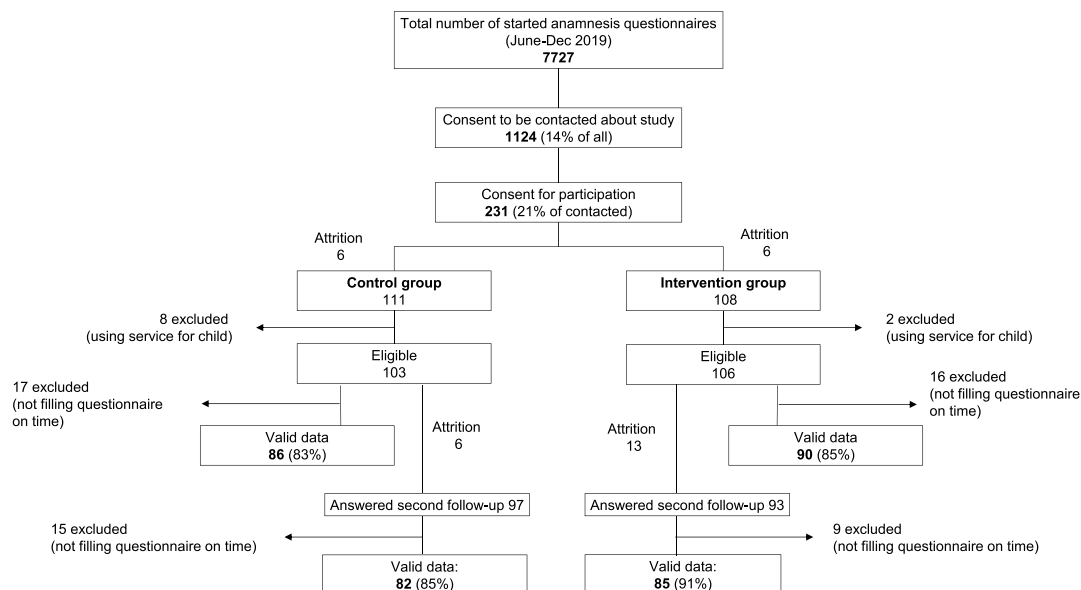 Total number of started anamnesis questionnaires
(June-Dec 2019)
7727
Consent to be contacted about study
1124 (14% of all)
Consent for participation
231 (21% of contacted)
Attrition
6
Attrition
6
Control group
111
Intervention group
108
8 excluded
(using service for child)
2 excluded
(using service for child)
Eligible
103
Eligible
106
17 excluded
(not filling questionnaire
on time)
16 excluded
(not filling questionnaire
on time)
Valid data
86 (83%)
Attrition
6
Attrition
13
Valid data
90 (85%)
Answered second follow-up 97
Answered second follow-up 93
15 excluded
(not filling questionnaire on time)
9 excluded
(not filling questionnaire on time)
Valid data:
82 (85%)
Valid data:
85 (91%)